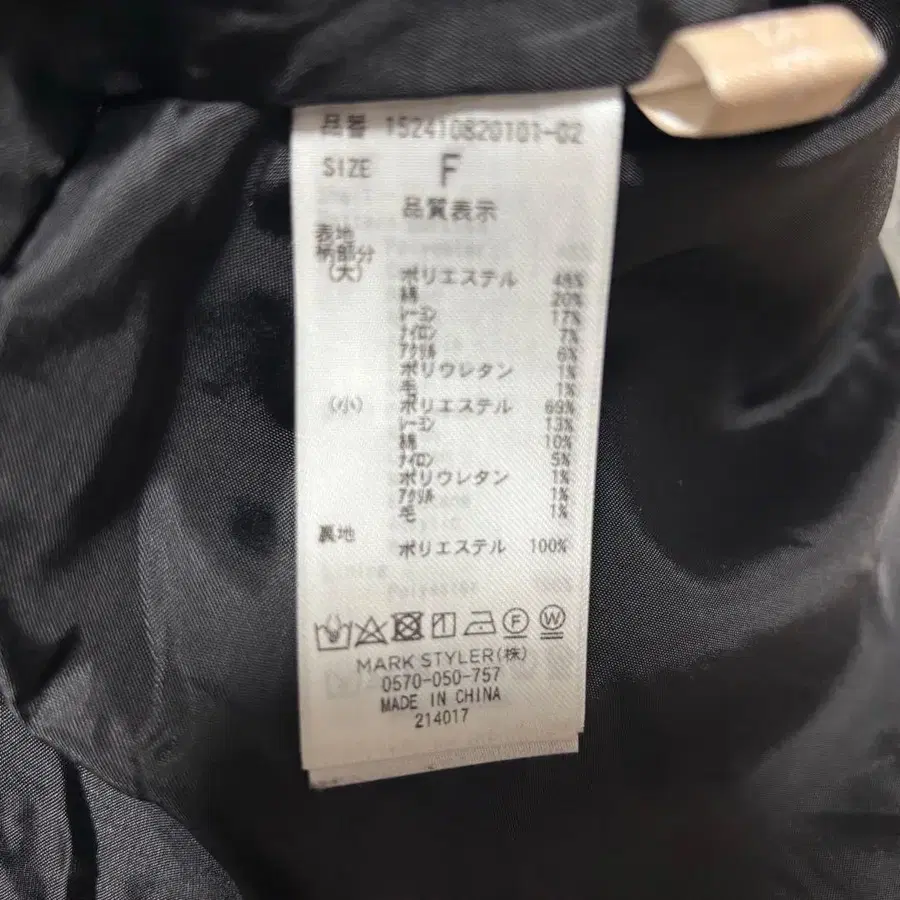 品番 152410820101-02
SIZE F
品質表示
表地
柄部分
(大) ポリエステル 48%
綿 20%
レーヨン 17%
ナイロン 7%
アクリル 6%
ポリウレタン 1%
毛 1%
(小) ポリエステル 69%
レーヨン 13%
綿 10%
ナイロン 5%
ポリウレタン 1%
アクリル 1%
毛 1%
裏地
ポリエステル 100%
F W
MARK STYLER(株)
0570-050-757
MADE IN CHINA
214017